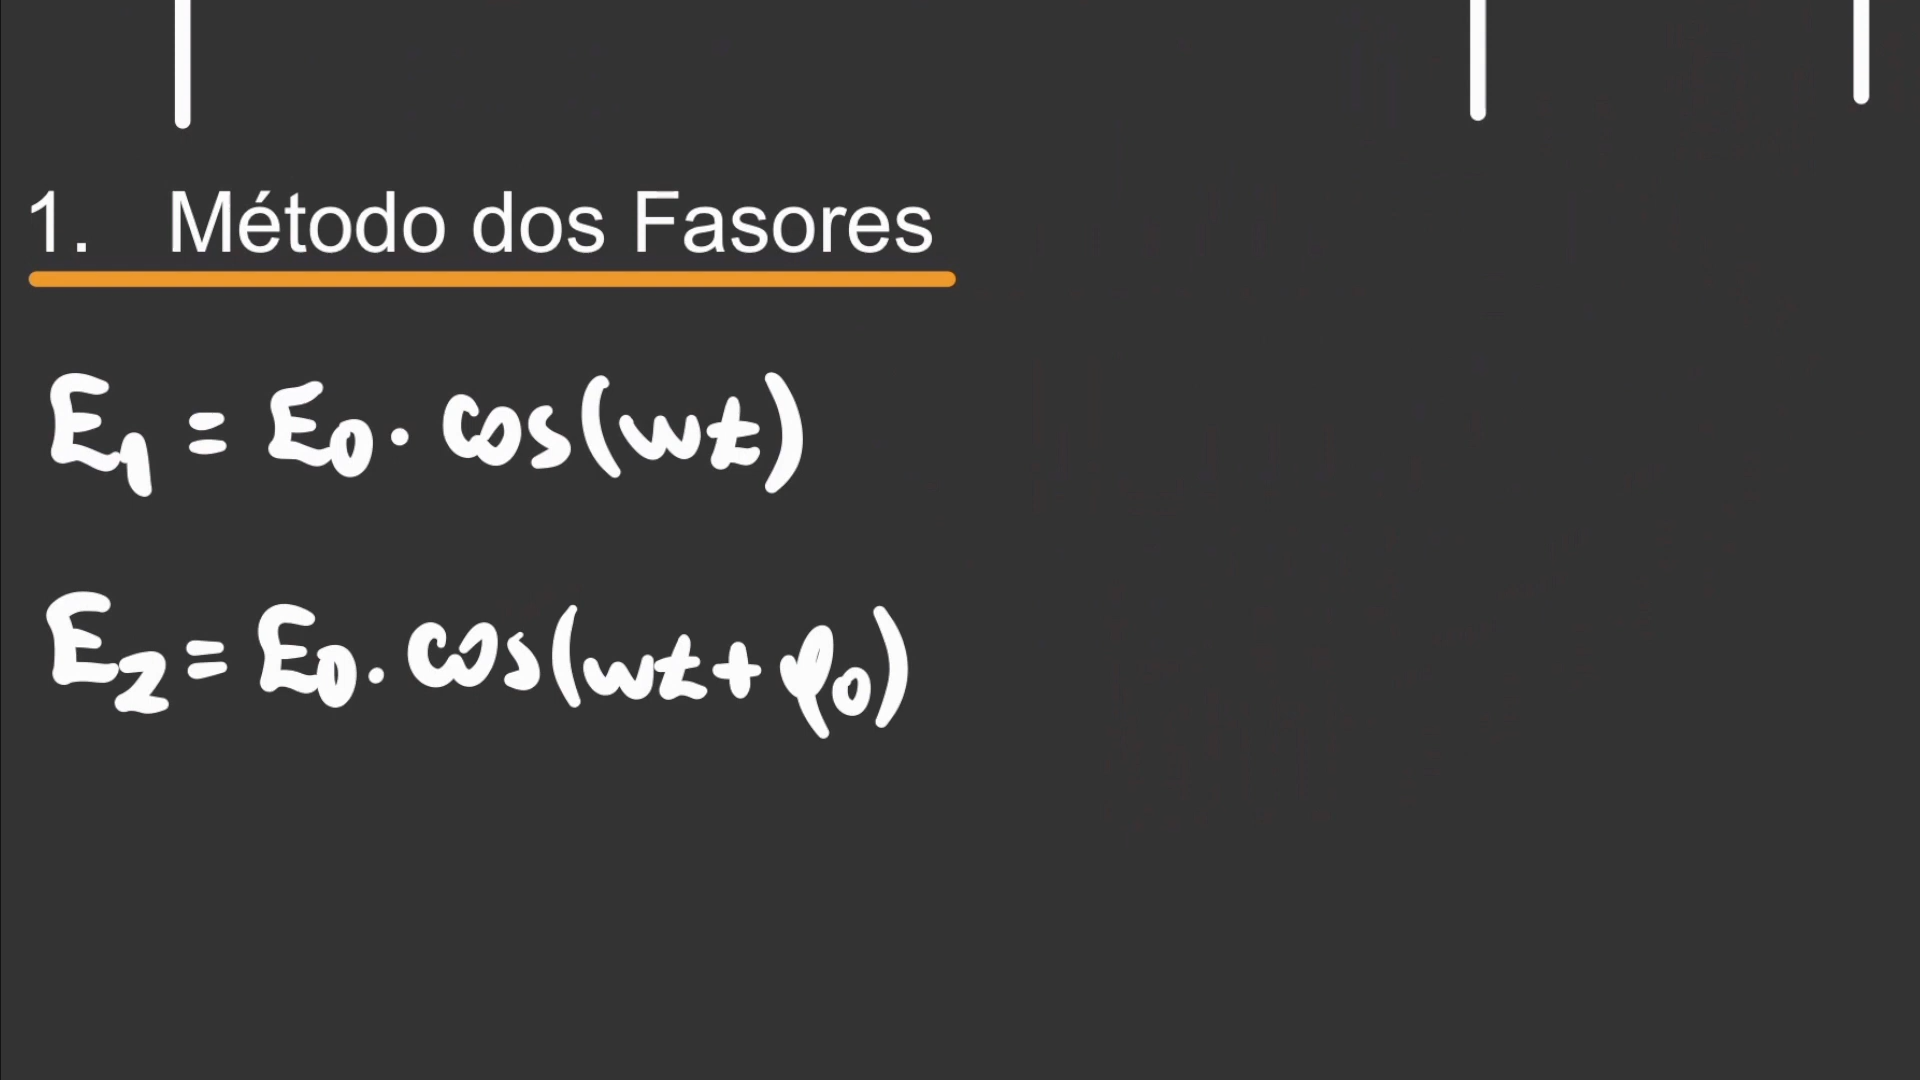 1. Método dos Fasores
E₁ = E₀ · cos(wt)
E₂ = E₀ · cos(wt + φ₀)